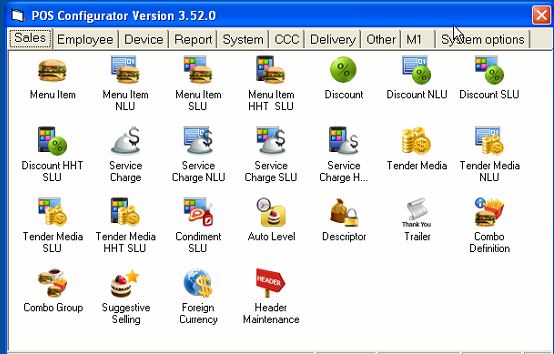 POS Configurator Version 3.52.0
Sales Employee Device Report System CCC Delivery Other M1 System options
Menu Item
Menu Item NLU
Menu Item SLU
Menu Item HHT SLU
Discount
Discount NLU
Discount SLU
Discount HHT SLU
Service Charge
Service Charge NLU
Service Charge SLU
Service Charge H...
Tender Media
Tender Media NLU
Tender Media SLU
Tender Media HHT SLU
Condiment SLU
Auto Level
Descriptor
Thank You
Trailer
Combo Definition
Combo Group
Suggestive Selling
Foreign Currency
HEADER
Header Maintenance